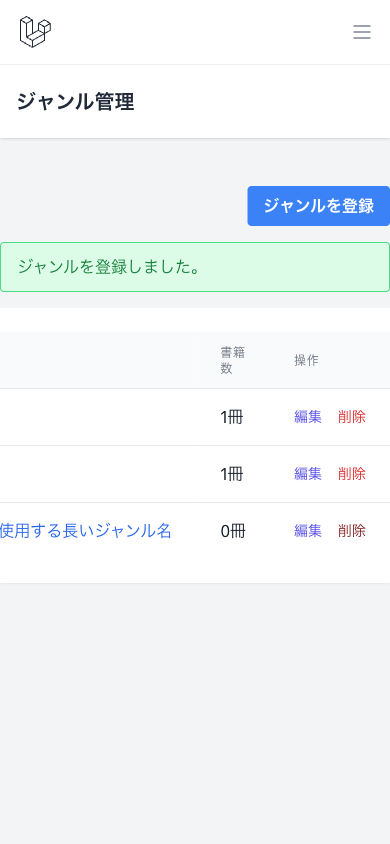 ジャンル管理
ジャンルを登録
ジャンルを登録しました。
書籍
数
操作
1冊 編集 削除
1冊 編集 削除
使用する長いジャンル名 0冊 編集 削除